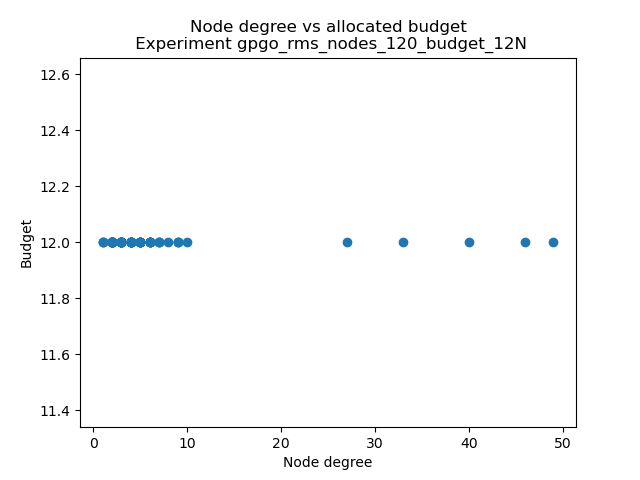 Node degree vs allocated budget
Experiment gpgo_rms_nodes_120_budget_12N
12.6
12.4
12.2
12.0
11.8
11.6
11.4
Budget
0 10 20 30 40 50
Node degree